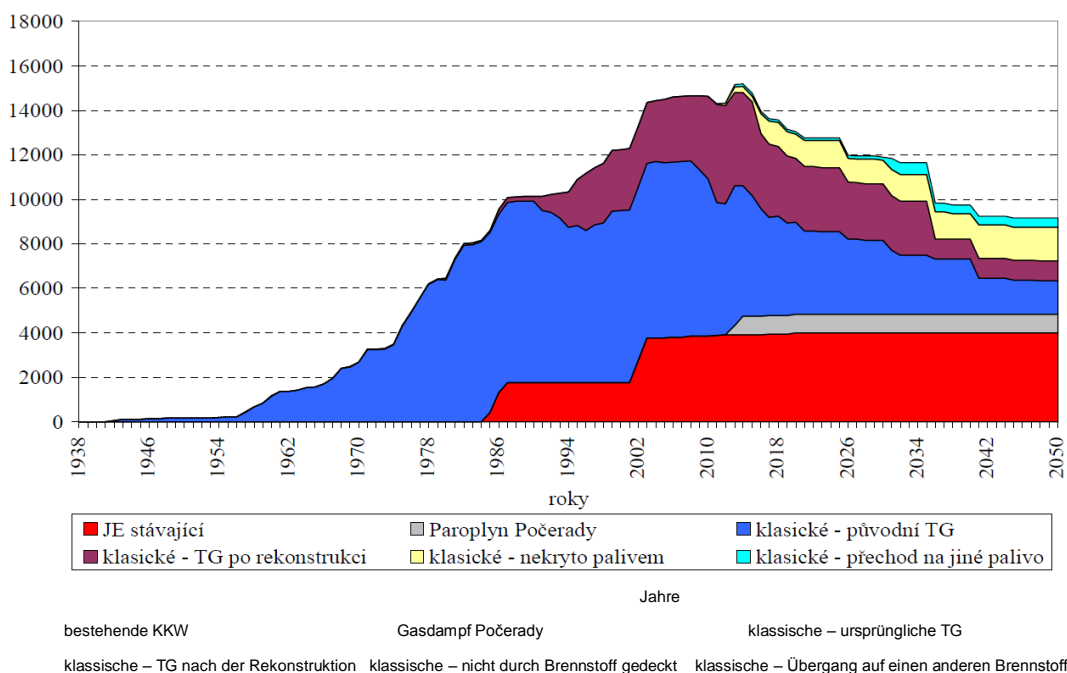 18000
16000
14000
12000
10000
8000
6000
4000
2000
0
1938 1946 1954 1962 1970 1978 1986 1994 2002 2010 2018 2026 2034 2042 2050
roky
JE stávající Paroplyn Počerady klasické - původní TG
klasické - TG po rekonstrukci klasické - nekryto palivem klasické - přechod na jiné palivo
Jahre
bestehende KKW Gasdampf Počerady klassische – ursprüngliche TG
klassische – TG nach der Rekonstruktion klassische – nicht durch Brennstoff gedeckt klassische – Übergang auf einen anderen Brennstoff